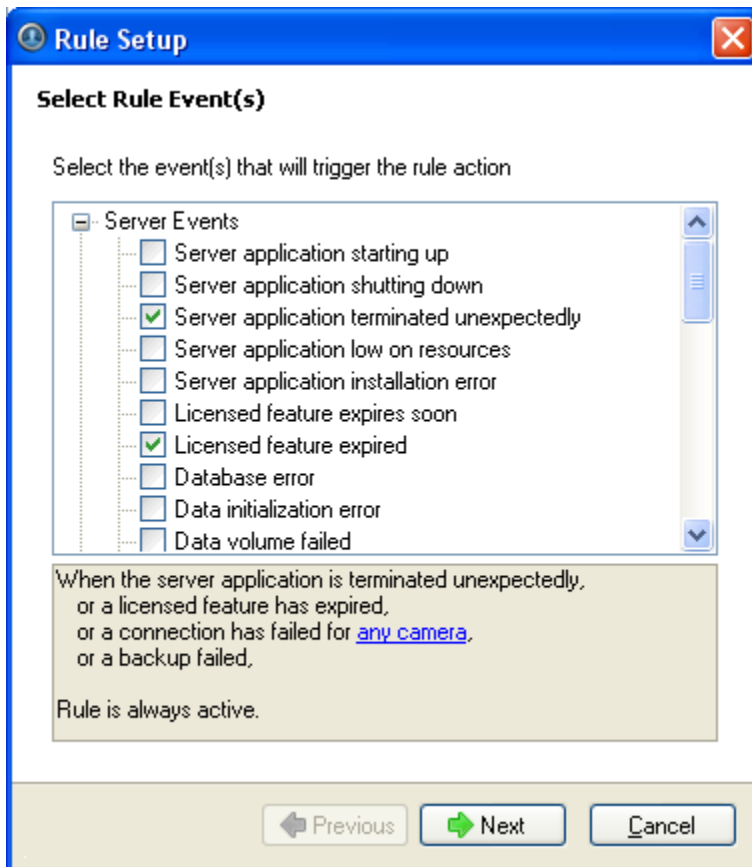 Rule Setup
Select Rule Event(s)
Select the event(s) that will trigger the rule action
Server Events
Server application starting up
Server application shutting down
Server application terminated unexpectedly
Server application low on resources
Server application installation error
Licensed feature expires soon
Licensed feature expired
Database error
Data initialization error
Data volume failed
When the server application is terminated unexpectedly,
or a licensed feature has expired,
or a connection has failed for any camera,
or a backup failed,
Rule is always active.
Previous Next Cancel